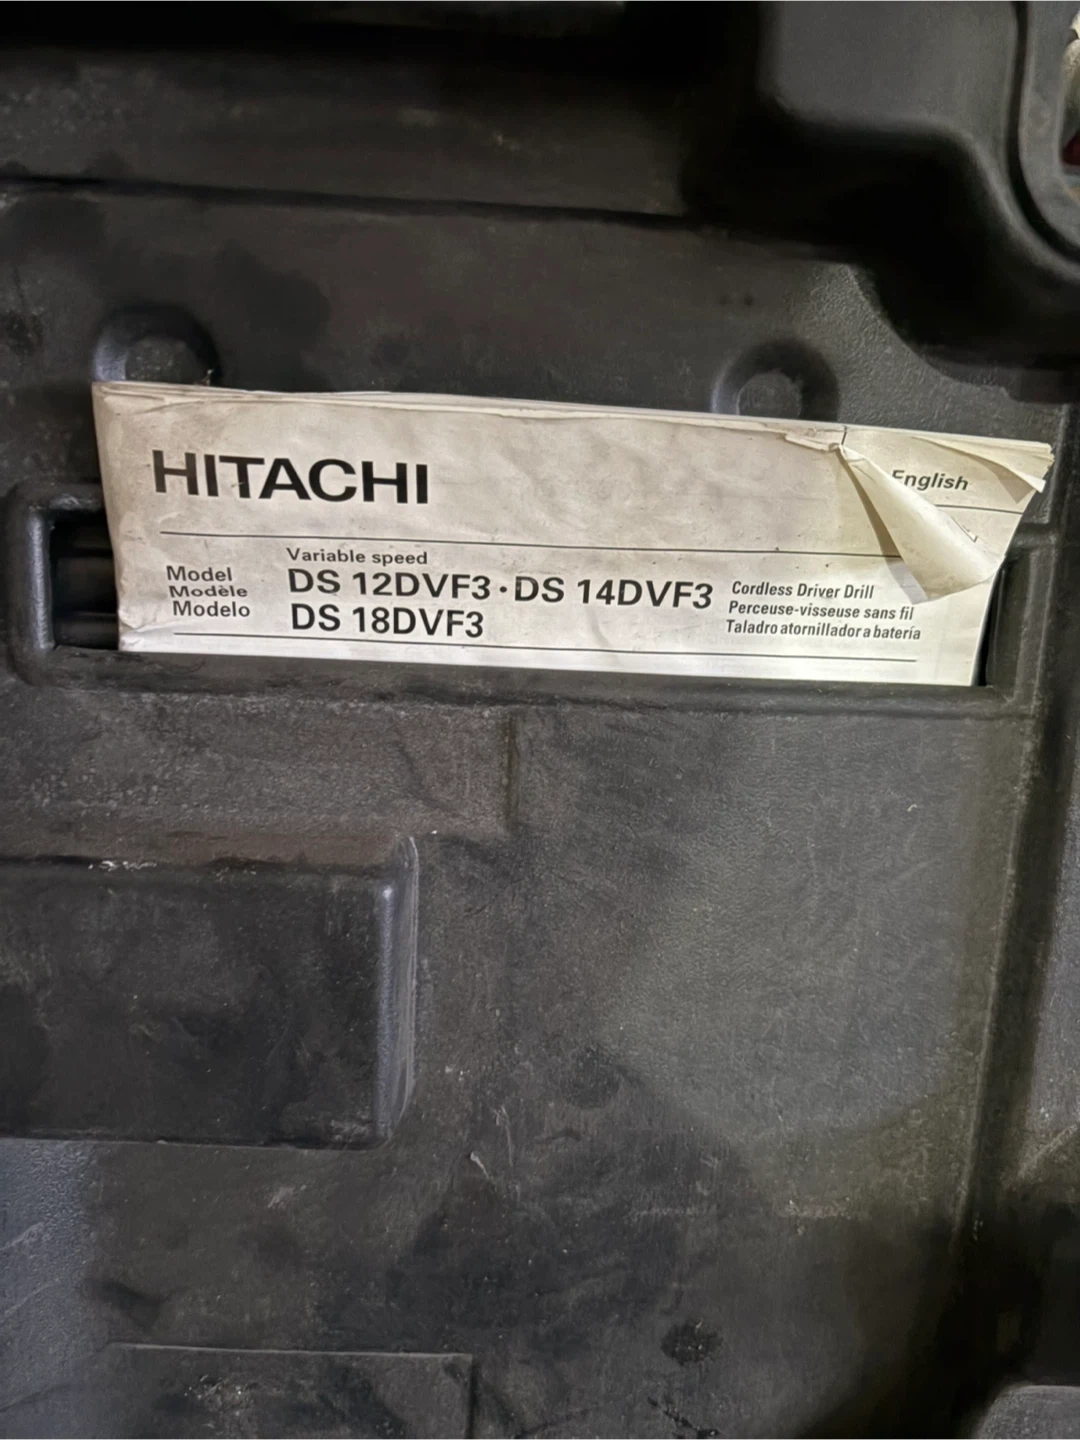 HITACHI
English
Variable speed
Model
Modèle
Modelo
DS 12DVF3 · DS 14DVF3
DS 18DVF3
Cordless Driver Drill
Perceuse-visseuse sans fil
Taladro atornillador a batería